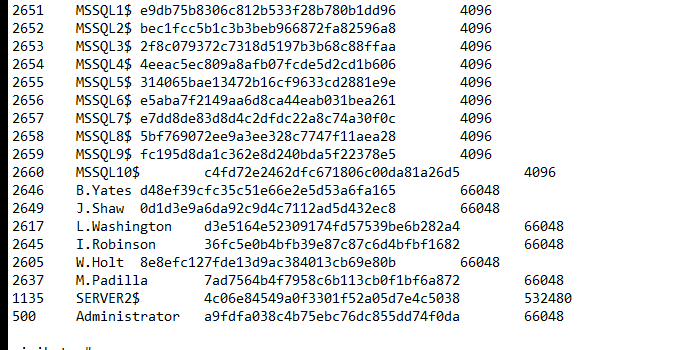 2651 MSSQL1$ e9db75b8306c812b533f28b780b1dd96 4096
2652 MSSQL2$ bec1fcc5b1c3b3beb966872fa82596a8 4096
2653 MSSQL3$ 2f8c079372c7318d5197b3b68c88ffaa 4096
2654 MSSQL4$ 4eeac5ec809a8afb07fcde5d2cd1b606 4096
2655 MSSQL5$ 314065bae13472b16cf9633cd2881e9e 4096
2656 MSSQL6$ e5aba7f2149aa6d8ca44eab031bea261 4096
2657 MSSQL7$ e7dd8de83d8d4c2dfdc22a8c74a30f0c 4096
2658 MSSQL8$ 5bf769072ee9a3ee328c7747f11aea28 4096
2659 MSSQL9$ fc195d8da1c362e8d240bda5f22378e5 4096
2660 MSSQL10$ c4fd72e2462dfc671806c00da81a26d5 4096
2646 B.Yates d48ef39cfc35c51e66e2e5d53a6fa165 66048
2649 J.Shaw 0d1d3e9a6da92c9d4c7112ad5d432ec8 66048
2617 L.Washington d3e5164e52309174fd57539be6b282a4 66048
2645 I.Robinson 36fc5e0b4bfb39e87c87c6d4bfbf1682 66048
2605 W.Holt 8e8efc127fde13d9ac384013cb69e80b 66048
2637 M.Padilla 7ad7564b4f7958c6b113cb0f1bf6a872 66048
1135 SERVER2$ 4c06e84549a0f3301f52a05d7e4c5038 532480
500 Administrator a9fdfa038c4b75ebc76dc855dd74f0da 66048